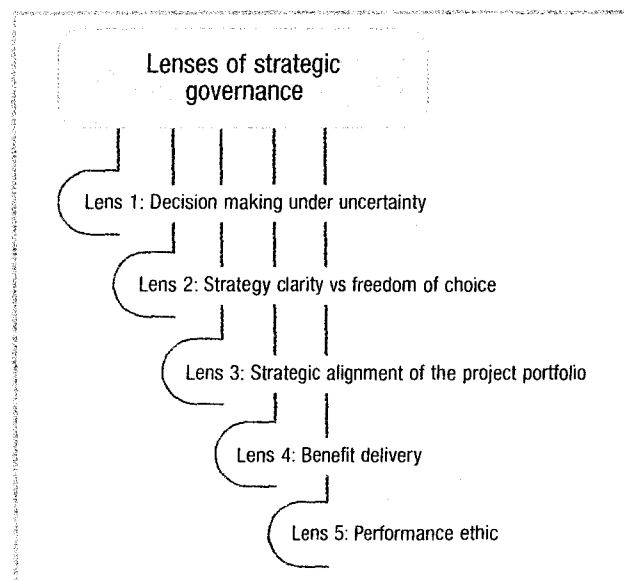 Lenses of strategic
governance
Lens 1: Decision making under uncertainty
Lens 2: Strategy clarity vs freedom of choice
Lens 3: Strategic alignment of the project portfolio
Lens 4: Benefit delivery
Lens 5: Performance ethic